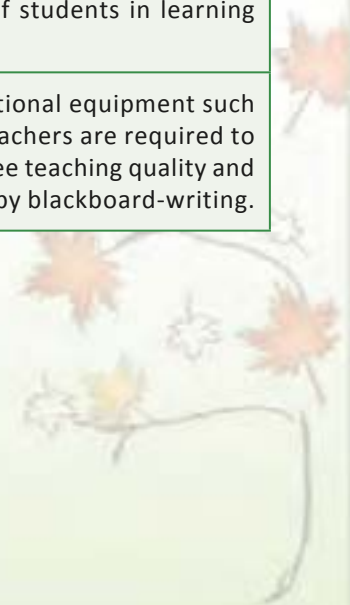 f students in learning
tional equipment such
achers are required to
ee teaching quality and
by blackboard-writing.